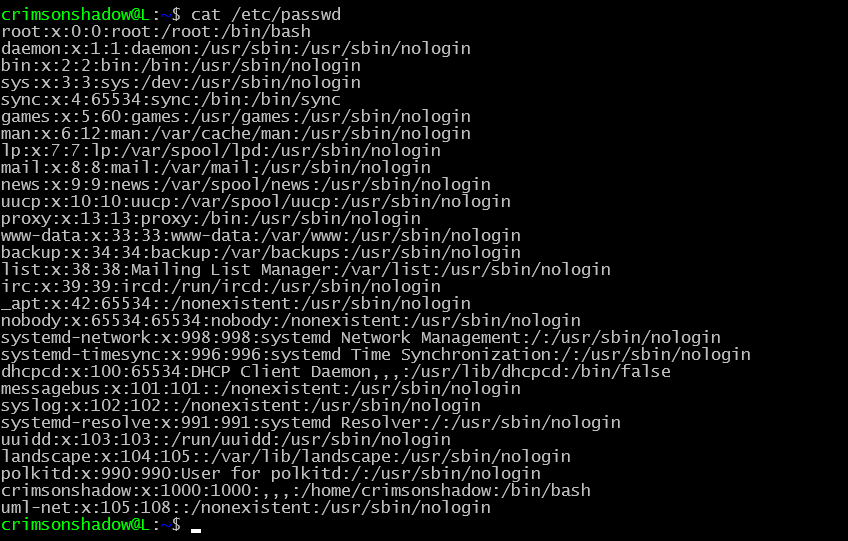 crimsonshadow@L:~$ cat /etc/passwd
root:x:0:0:root:/root:/bin/bash
daemon:x:1:1:daemon:/usr/sbin:/usr/sbin/nologin
bin:x:2:2:bin:/bin:/usr/sbin/nologin
sys:x:3:3:sys:/dev:/usr/sbin/nologin
sync:x:4:65534:sync:/bin:/bin/sync
games:x:5:60:games:/usr/games:/usr/sbin/nologin
man:x:6:12:man:/var/cache/man:/usr/sbin/nologin
lp:x:7:7:lp:/var/spool/lpd:/usr/sbin/nologin
mail:x:8:8:mail:/var/mail:/usr/sbin/nologin
news:x:9:9:news:/var/spool/news:/usr/sbin/nologin
uucp:x:10:10:uucp:/var/spool/uucp:/usr/sbin/nologin
proxy:x:13:13:proxy:/bin:/usr/sbin/nologin
www-data:x:33:33:www-data:/var/www:/usr/sbin/nologin
backup:x:34:34:backup:/var/backups:/usr/sbin/nologin
list:x:38:38:Mailing List Manager:/var/list:/usr/sbin/nologin
irc:x:39:39:ircd:/run/ircd:/usr/sbin/nologin
_apt:x:42:65534::/nonexistent:/usr/sbin/nologin
nobody:x:65534:65534:nobody:/nonexistent:/usr/sbin/nologin
systemd-network:x:998:998:systemd Network Management:/:/usr/sbin/nologin
systemd-timesync:x:996:996:systemd Time Synchronization:/:/usr/sbin/nologin
dhcpcd:x:100:65534:DHCP Client Daemon,,,:/usr/lib/dhcpcd:/bin/false
messagebus:x:101:101::/nonexistent:/usr/sbin/nologin
syslog:x:102:102::/nonexistent:/usr/sbin/nologin
systemd-resolve:x:991:991:systemd Resolver:/:/usr/sbin/nologin
uuidd:x:103:103::/run/uuidd:/usr/sbin/nologin
landscape:x:104:105::/var/lib/landscape:/usr/sbin/nologin
polkitd:x:990:990:User for polkitd:/:/usr/sbin/nologin
crimsonshadow:x:1000:1000:,,,:/home/crimsonshadow:/bin/bash
uml-net:x:105:108::/nonexistent:/usr/sbin/nologin
crimsonshadow@L:~$